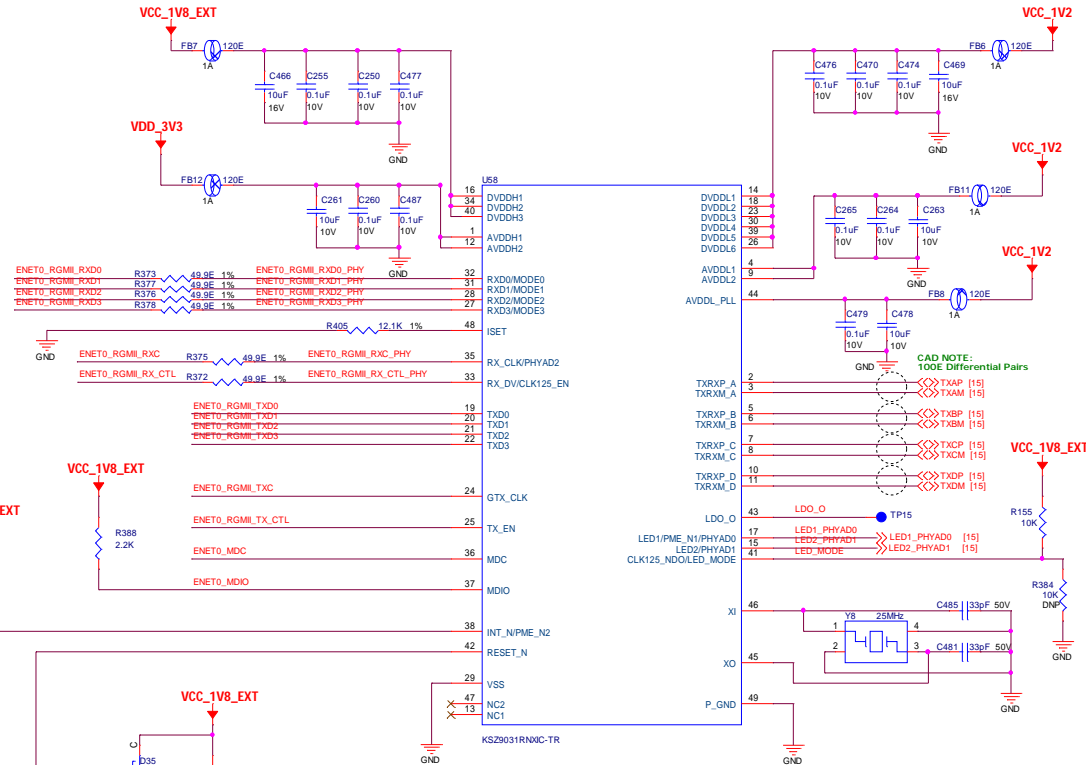 VCC_1V8_EXT
VCC_1V2
FB7 120E
1A
FB6 120E
1A
C466
10uF
16V
C255
0.1uF
10V
C250
0.1uF
10V
C477
0.1uF
10V
GND
C476
0.1uF
10V
C470
0.1uF
10V
C474
0.1uF
10V
C469
10uF
16V
GND
VDD_3V3
VCC_1V2
FB12 120E
1A
FB11 120E
1A
C261
10uF
10V
C260
0.1uF
10V
C487
0.1uF
10V
GND
C265
0.1uF
10V
C264
0.1uF
10V
C263
10uF
10V
GND
VCC_1V2
FB8 120E
1A
C479
0.1uF
10V
C478
10uF
10V
GND
U58
16 DVDDH1
34 DVDDH2
40 DVDDH3
1 AVDDH1
12 AVDDH2
ENET0_RGMII_RXD0 R373 49.9E 1% ENET0_RGMII_RXD0_PHY 32 RXD0/MODE0
ENET0_RGMII_RXD1 R377 49.9E 1% ENET0_RGMII_RXD1_PHY 31 RXD1/MODE1
ENET0_RGMII_RXD2 R376 49.9E 1% ENET0_RGMII_RXD2_PHY 28 RXD2/MODE2
ENET0_RGMII_RXD3 R378 49.9E 1% ENET0_RGMII_RXD3_PHY 27 RXD3/MODE3
GND R405 12.1K 1% 48 ISET
ENET0_RGMII_RXC R375 49.9E 1% ENET0_RGMII_RXC_PHY 35 RX_CLK/PHYAD2
ENET0_RGMII_RX_CTL R372 49.9E 1% ENET0_RGMII_RX_CTL_PHY 33 RX_DV/CLK125_EN
ENET0_RGMII_TXD0 19 TXD0
ENET0_RGMII_TXD1 20 TXD1
ENET0_RGMII_TXD2 21 TXD2
ENET0_RGMII_TXD3 22 TXD3
VCC_1V8_EXT
EXT
R388
2.2K
ENET0_RGMII_TXC 24 GTX_CLK
ENET0_RGMII_TX_CTL 25 TX_EN
ENET0_MDC 36 MDC
ENET0_MDIO 37 MDIO
38 INT_N/PME_N2
42 RESET_N
29 VSS
47 NC2
13 NC1
GND
VCC_1V8_EXT
C
D35
DVDDL1 14
DVDDL2 18
DVDDL3 23
DVDDL4 30
DVDDL5 39
DVDDL6 26
AVDDL1 4
AVDDL2 9
AVDDL_PLL 44
CAD NOTE:
100E Differential Pairs
TXRXP_A 2 TXAP [15]
TXRXM_A 3 TXAM [15]
TXRXP_B 5 TXBP [15]
TXRXM_B 6 TXBM [15]
TXRXP_C 7 TXCP [15]
TXRXM_C 8 TXCM [15]
TXRXP_D 10 TXDP [15]
TXRXM_D 11 TXDM [15]
LDO_O 43 LDO_O TP15
LED1/PME_N1/PHYAD0 17 LED1_PHYAD0 LED1_PHYAD0 [15]
LED2/PHYAD1 15 LED2_PHYAD1 LED2_PHYAD1 [15]
CLK125_NDO/LED_MODE 41 LED_MODE
VCC_1V8_EXT
R155
10K
R384
10K
DNP
GND
XI 46
XO 45
Y8 25MHz
1 4
2 3
C485 33pF 50V
C481 33pF 50V
GND
P_GND 49
GND
KSZ9031RNXIC-TR